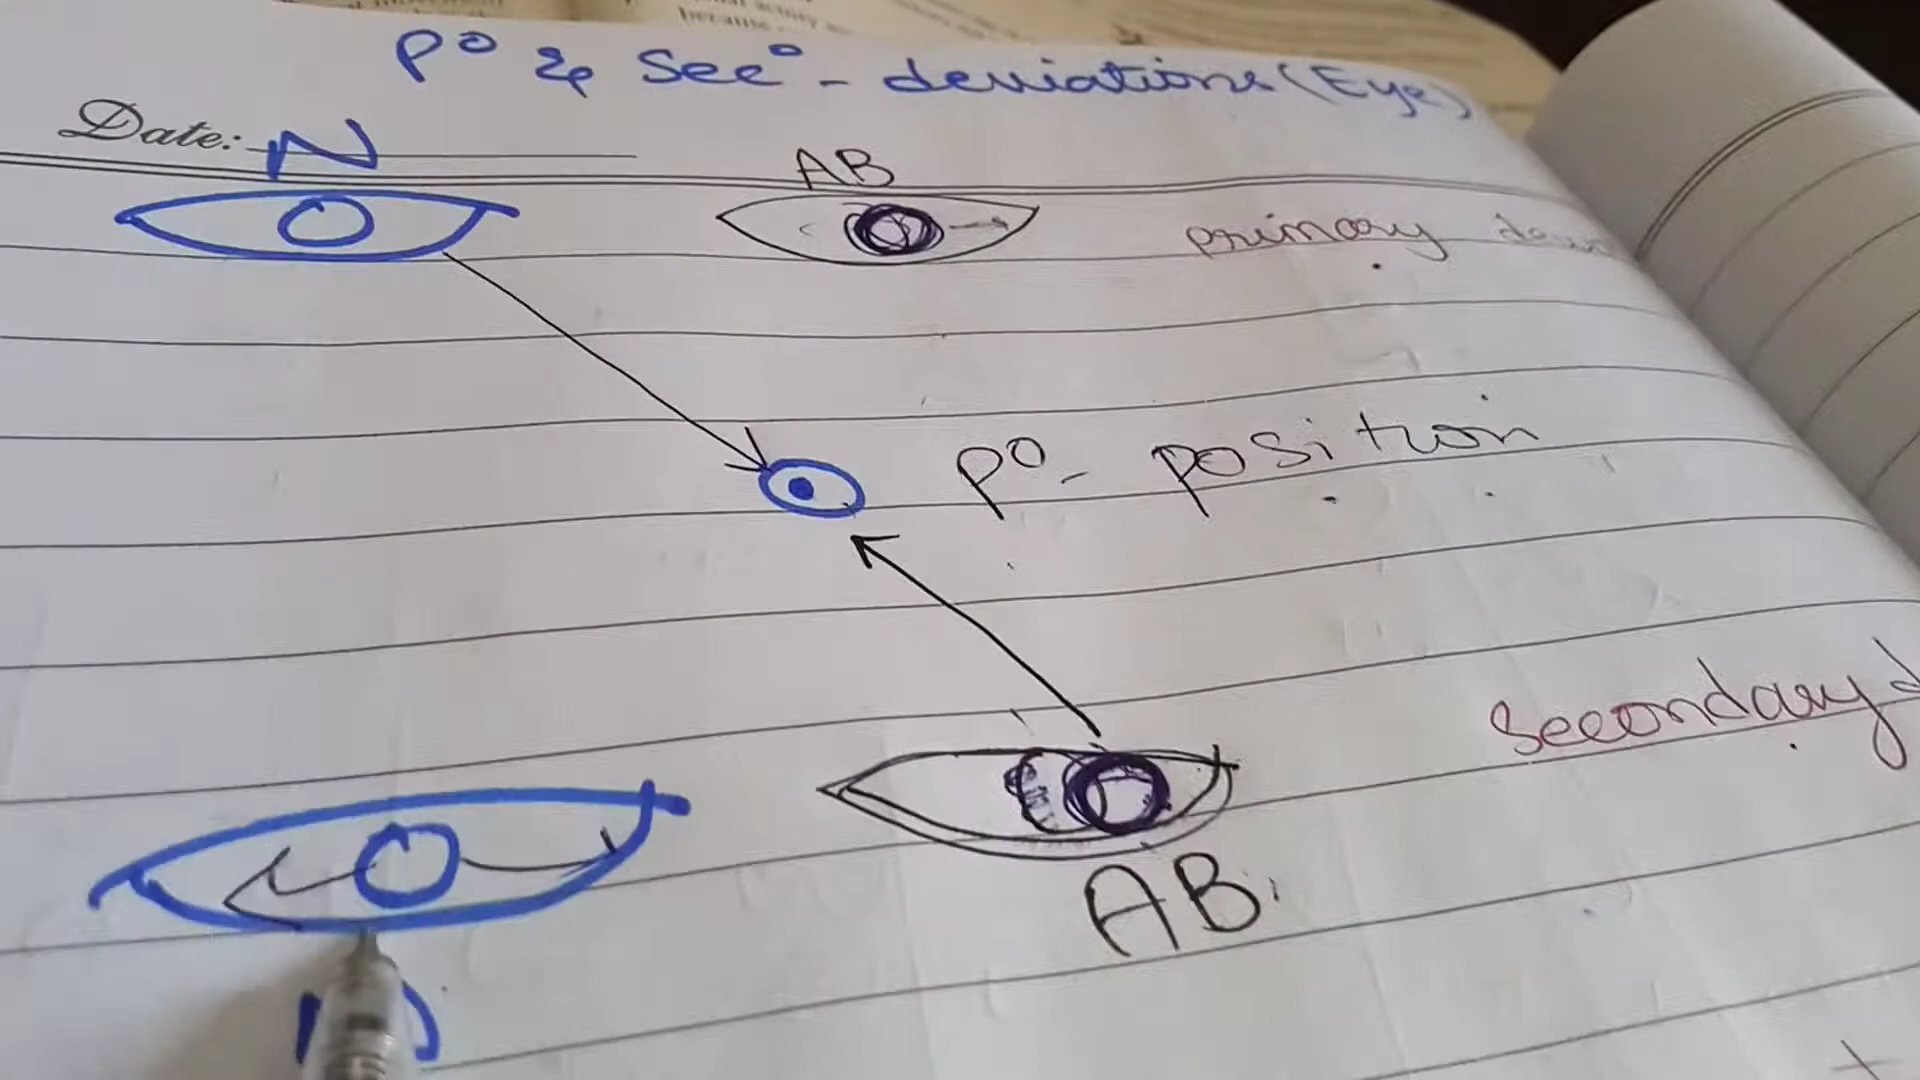 P° & Sec° - deviations (Eye)
Date: N
AB
primary
P° - position
secondary d
AB.